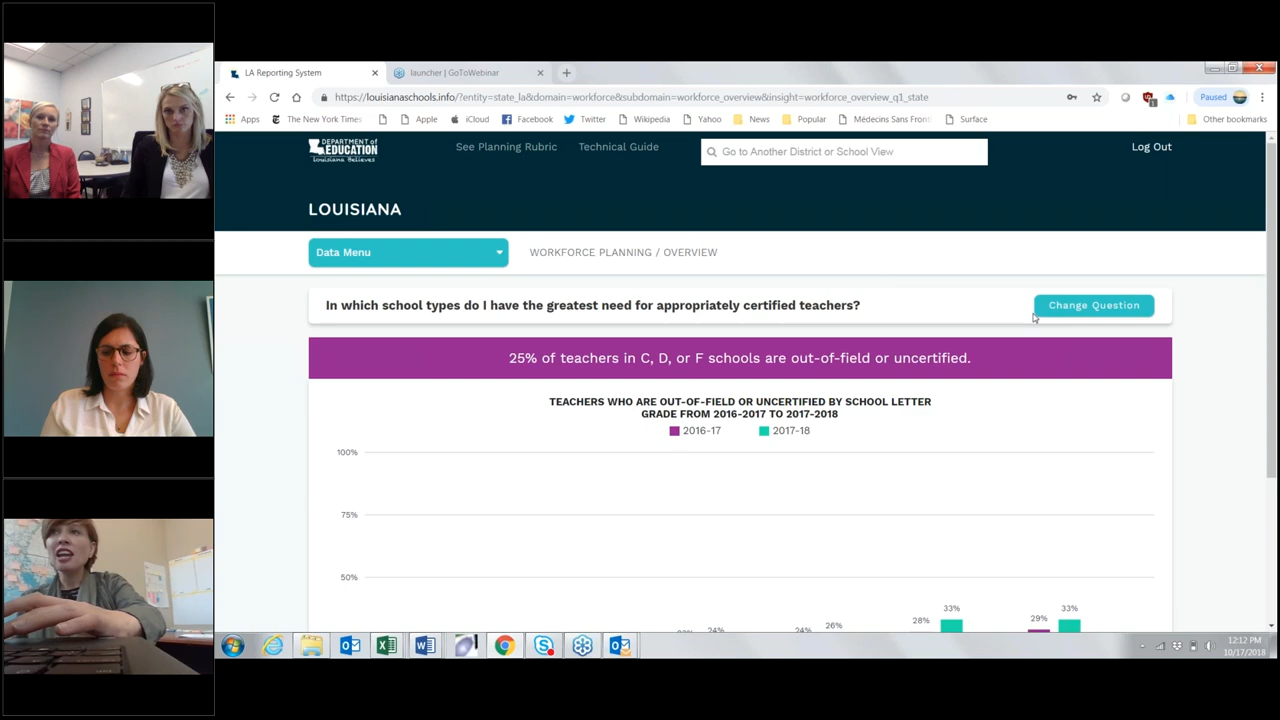 LA Reporting System
launcher | GoToWebinar
https://louisianaschools.info/?entity=state_la&domain=workforce&subdomain=workforce_overview&insight=workforce_overview_q1_state
Paused
Apps
The New York Times
Apple
iCloud
Facebook
Twitter
Wikipedia
Yahoo
News
Popular
Médecins Sans Front
Surface
Other bookmarks
DEPARTMENT of
EDUCATION
Louisiana Believes
See Planning Rubric
Technical Guide
Go to Another District or School View
Log Out
LOUISIANA
Data Menu
WORKFORCE PLANNING / OVERVIEW
In which school types do I have the greatest need for appropriately certified teachers?
Change Question
25% of teachers in C, D, or F schools are out-of-field or uncertified.
TEACHERS WHO ARE OUT-OF-FIELD OR UNCERTIFIED BY SCHOOL LETTER
GRADE FROM 2016-2017 TO 2017-2018
2016-17
2017-18
100%
75%
50%
24%
24%
26%
28%
33%
29%
33%
12:12 PM
10/17/2018